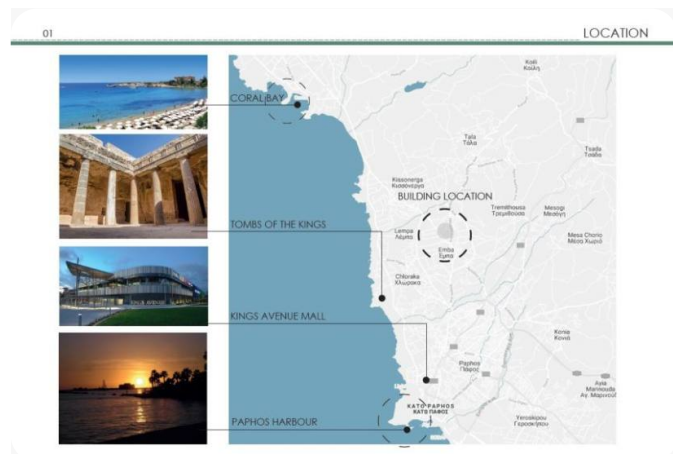 01
LOCATION
CORAL BAY
TOMBS OF THE KINGS
KINGS AVENUE MALL
PAPHOS HARBOUR
Koili
Κοίλη
Tala
Τάλα
Tsada
Τσάδα
Kissonerga
Κισσόνεργα
BUILDING LOCATION
Tremithousa
Τρεμιθούσα
Mesogi
Μεσόγη
Lempa
Λέμπα
Emba
Έμπα
Mesa Chorio
Μέσα Χωριό
Chloraka
Χλώρακα
Konia
Κονιά
Paphos
Πάφος
KATO PAPHOS
ΚΑΤΩ ΠΑΦΟΣ
Ayia
Marinouda
Αγ. Μαρινού
Yeroskipou
Γεροσκήπου